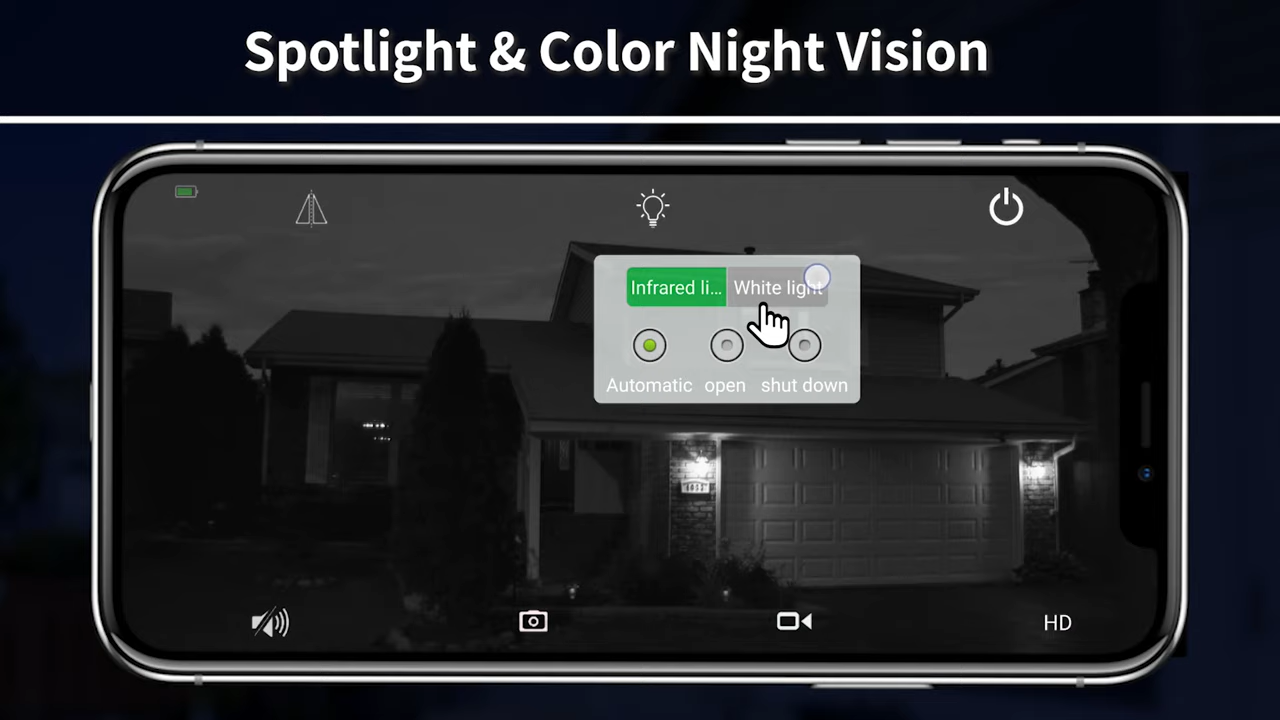 Spotlight & Color Night Vision
Infrared li... White light
Automatic open shut down
HD